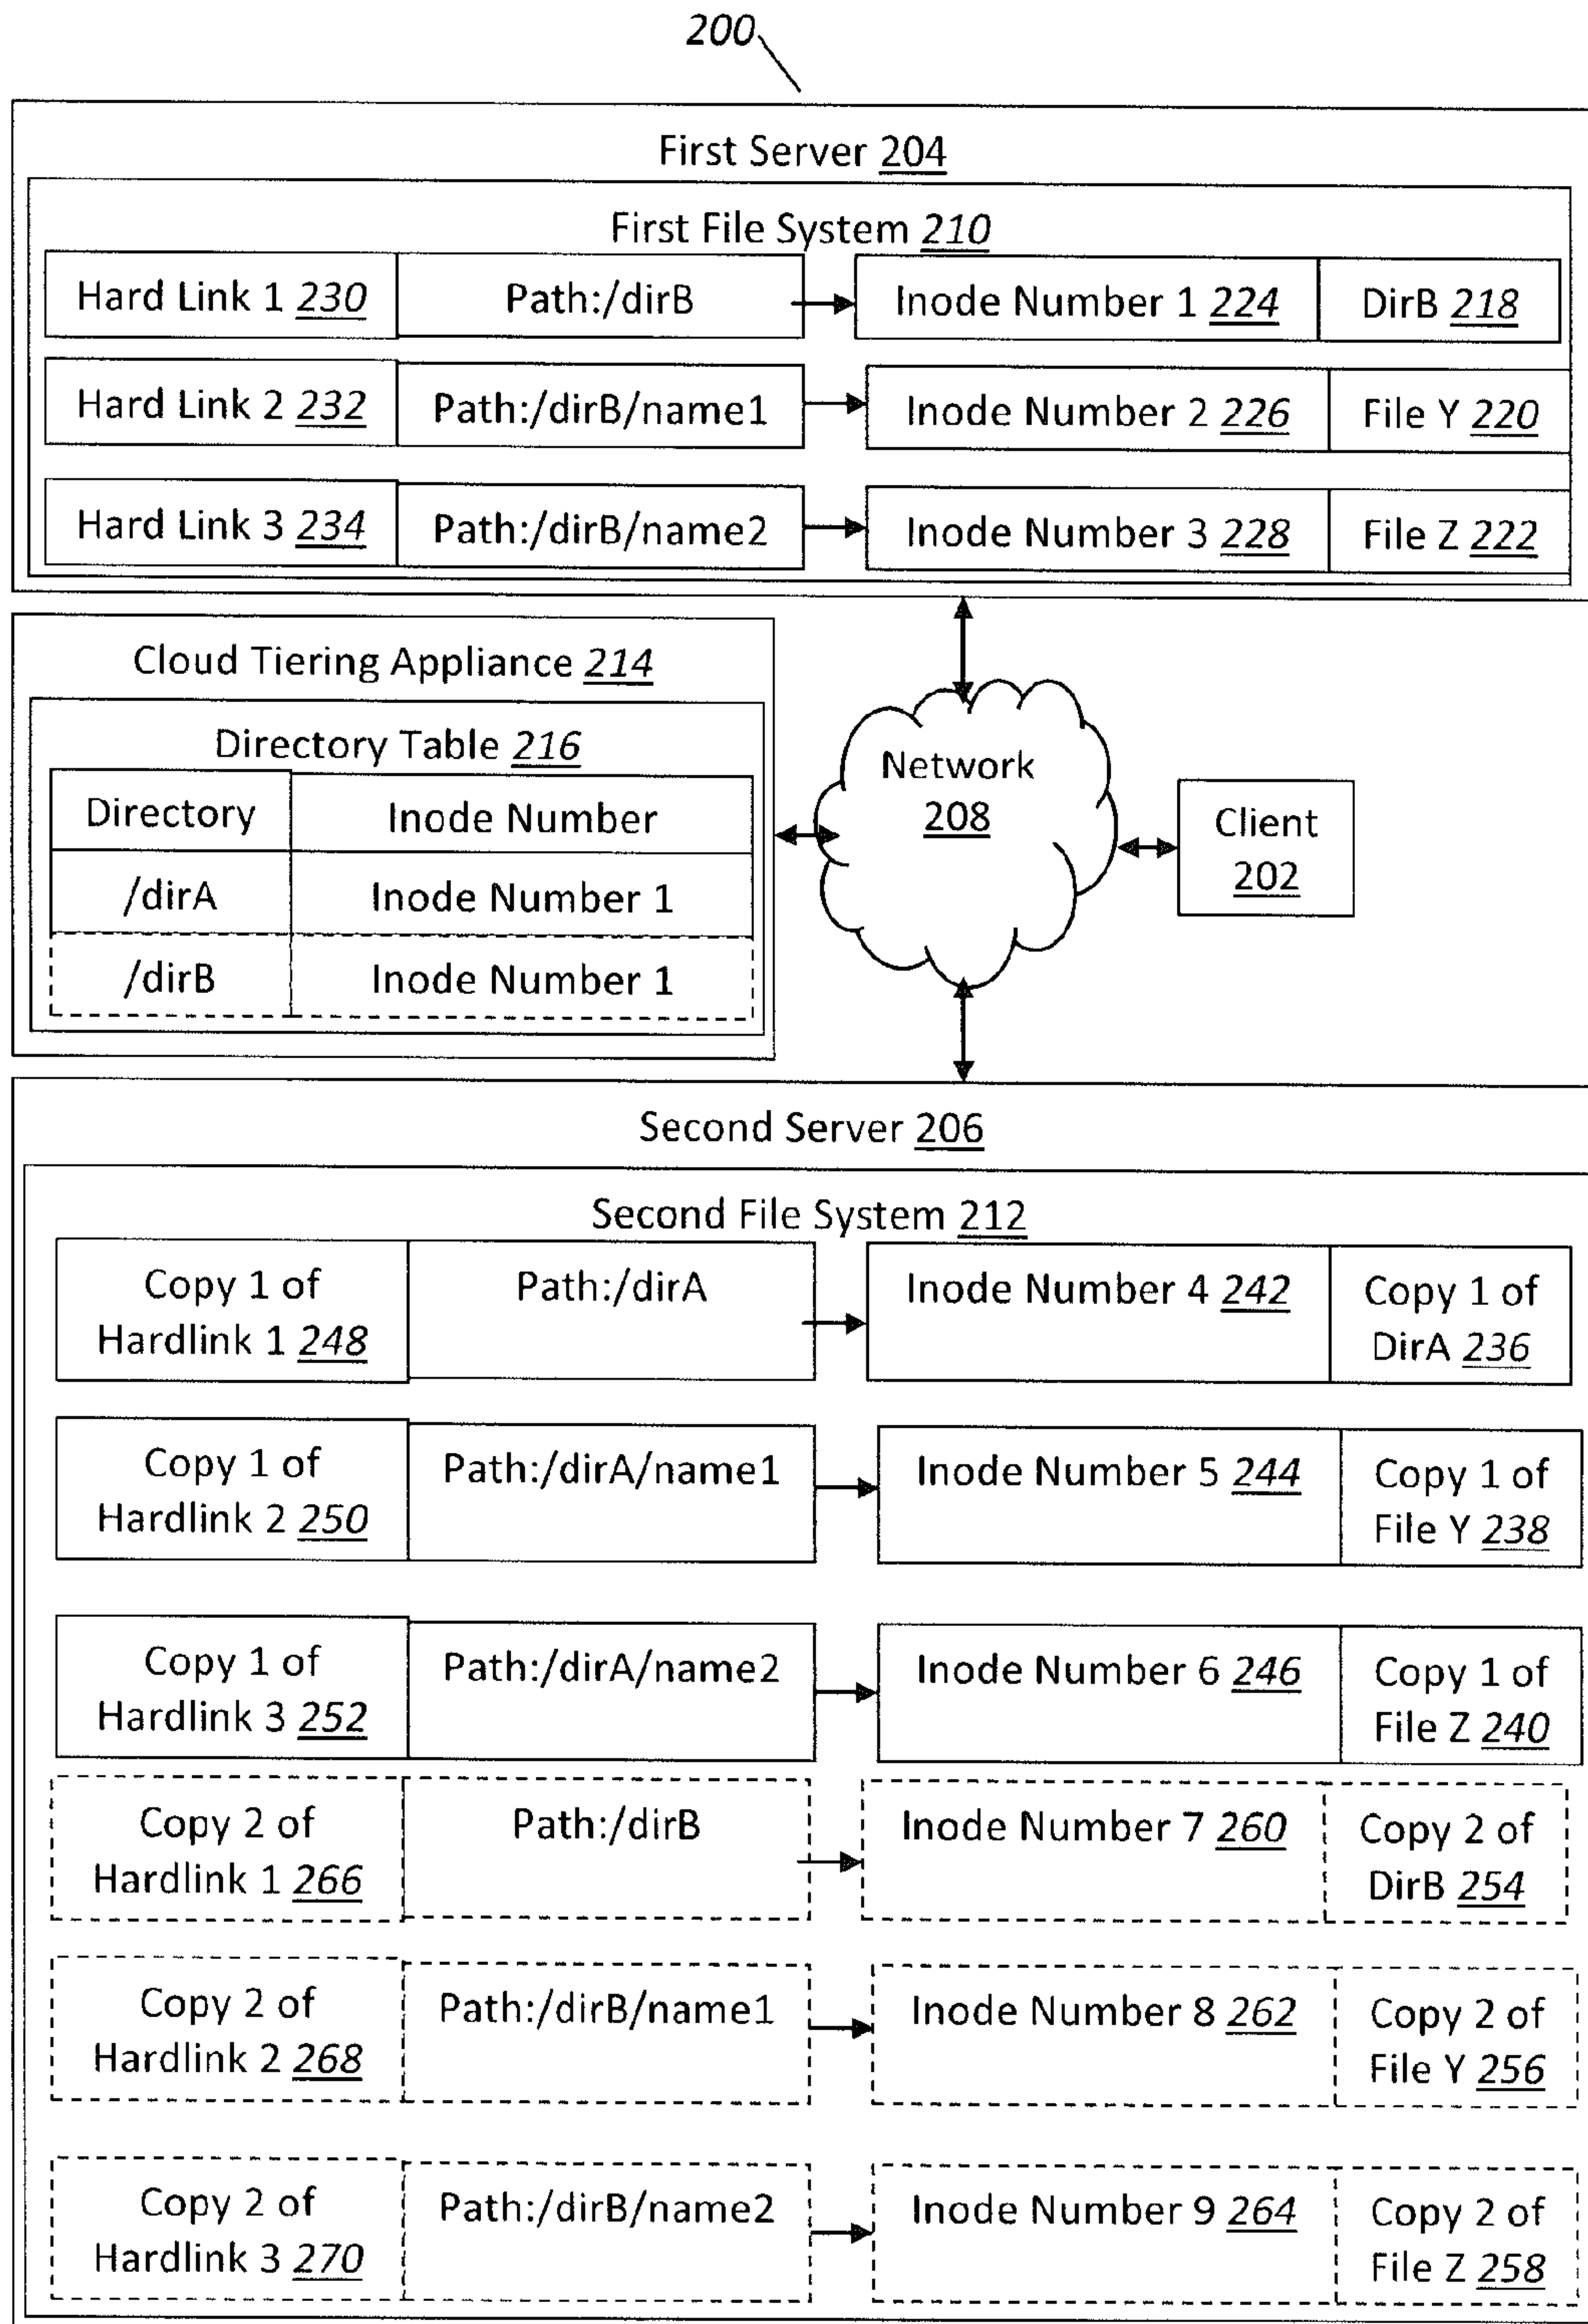 200
First Server 204
First File System 210
Hard Link 1 230 Path:/dirB Inode Number 1 224 DirB 218
Hard Link 2 232 Path:/dirB/name1 Inode Number 2 226 File Y 220
Hard Link 3 234 Path:/dirB/name2 Inode Number 3 228 File Z 222
Cloud Tiering Appliance 214
Directory Table 216
Directory Inode Number
/dirA Inode Number 1
/dirB Inode Number 1
Network
208
Client
202
Second Server 206
Second File System 212
Copy 1 of
Hardlink 1 248
Path:/dirA
Inode Number 4 242
Copy 1 of
DirA 236
Copy 1 of
Hardlink 2 250
Path:/dirA/name1
Inode Number 5 244
Copy 1 of
File Y 238
Copy 1 of
Hardlink 3 252
Path:/dirA/name2
Inode Number 6 246
Copy 1 of
File Z 240
Copy 2 of
Hardlink 1 266
Path:/dirB
Inode Number 7 260
Copy 2 of
DirB 254
Copy 2 of
Hardlink 2 268
Path:/dirB/name1
Inode Number 8 262
Copy 2 of
File Y 256
Copy 2 of
Hardlink 3 270
Path:/dirB/name2
Inode Number 9 264
Copy 2 of
File Z 258